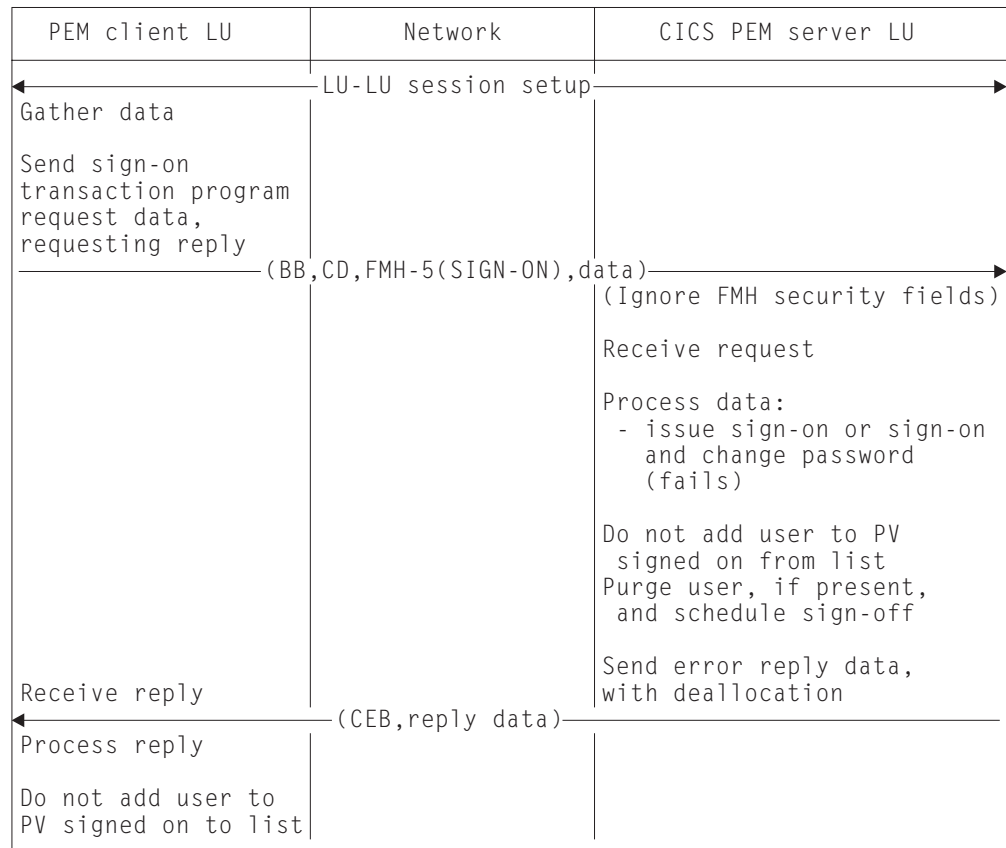 PEM client LU Network CICS PEM server LU
LU-LU session setup
Gather data
Send sign-on
transaction program
request data,
requesting reply
(BB,CD,FMH-5(SIGN-ON),data)
(Ignore FMH security fields)
Receive request
Process data:
- issue sign-on or sign-on
and change password
(fails)
Do not add user to PV
signed on from list
Purge user, if present,
and schedule sign-off
Send error reply data,
Receive reply with deallocation
(CEB,reply data)
Process reply
Do not add user to
PV signed on to list